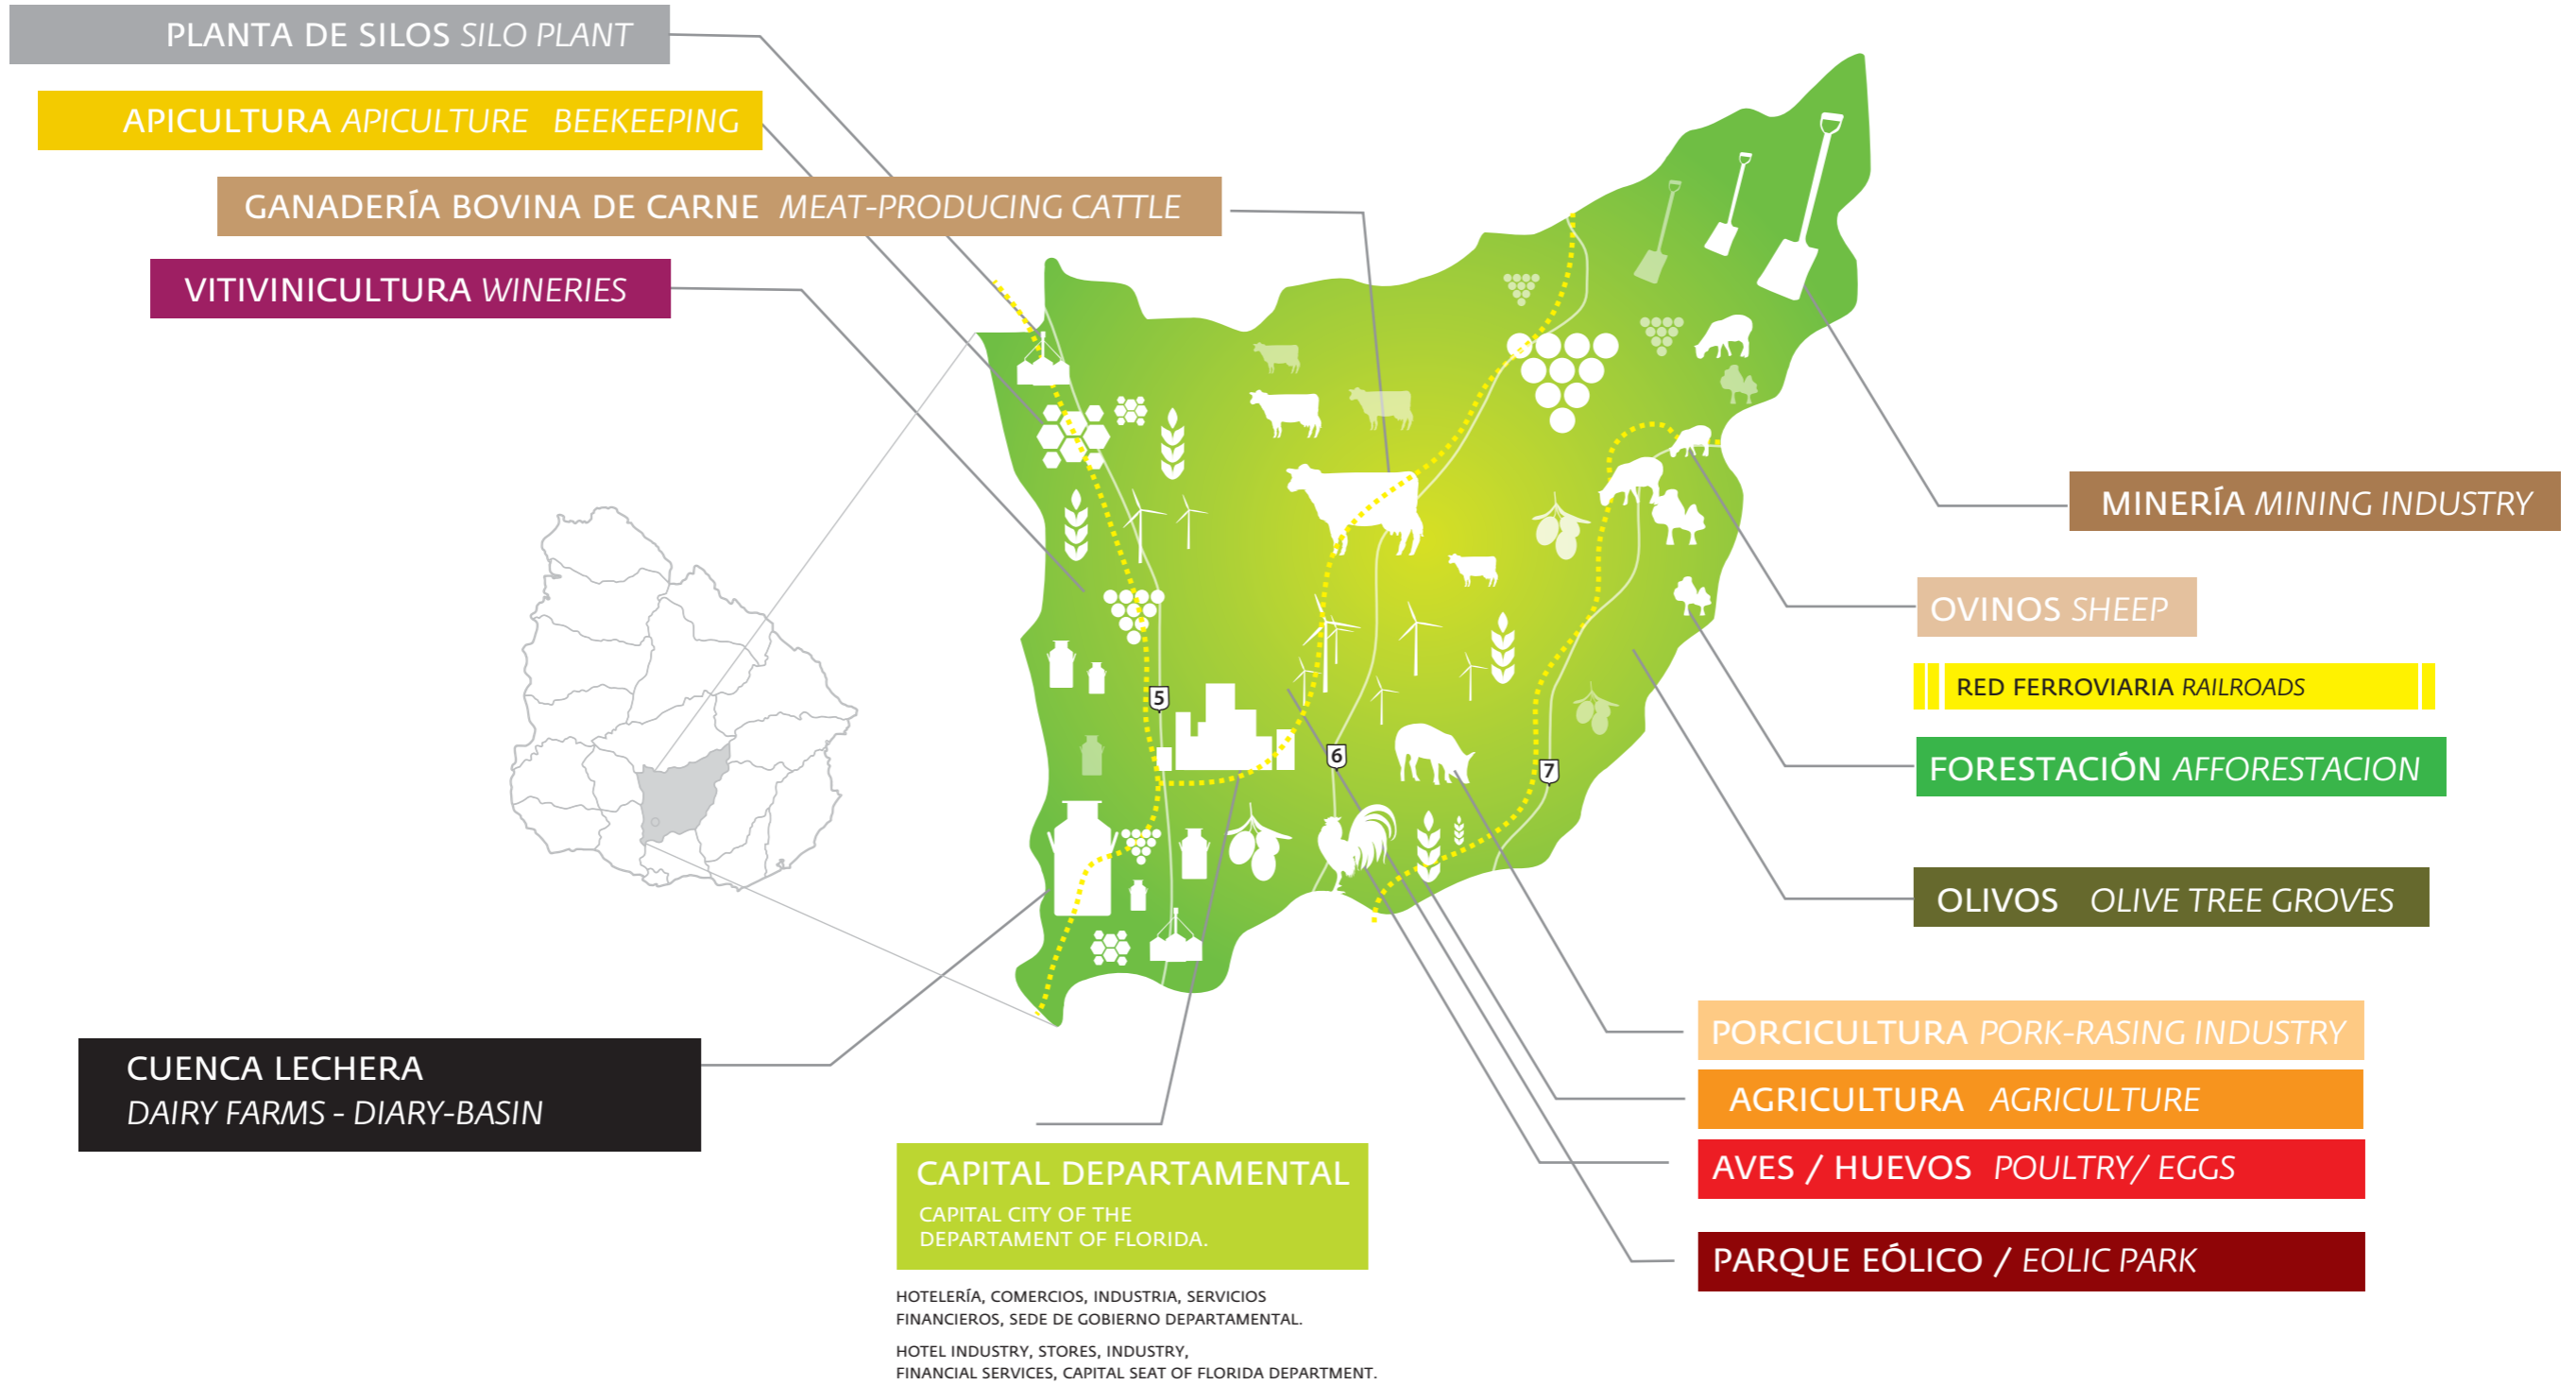 PLANTA DE SILOS SILO PLANT
APICULTURA APICULTURE BEEKEEPING
GANADERÍA BOVINA DE CARNE MEAT-PRODUCING CATTLE
VITIVINICULTURA WINERIES
MINERÍA MINING INDUSTRY
OVINOS SHEEP
RED FERROVIARIA RAILROADS
FORESTACIÓN AFFORESTACION
OLIVOS OLIVE TREE GROVES
5
6
7
PORCICULTURA PORK-RASING INDUSTRY
AGRICULTURA AGRICULTURE
AVES / HUEVOS POULTRY/ EGGS
PARQUE EÓLICO / EOLIC PARK
CUENCA LECHERA
DAIRY FARMS - DIARY-BASIN
CAPITAL DEPARTAMENTAL
CAPITAL CITY OF THE
DEPARTAMENT OF FLORIDA.
HOTELERÍA, COMERCIOS, INDUSTRIA, SERVICIOS
FINANCIEROS, SEDE DE GOBIERNO DEPARTAMENTAL.
HOTEL INDUSTRY, STORES, INDUSTRY,
FINANCIAL SERVICES, CAPITAL SEAT OF FLORIDA DEPARTMENT.